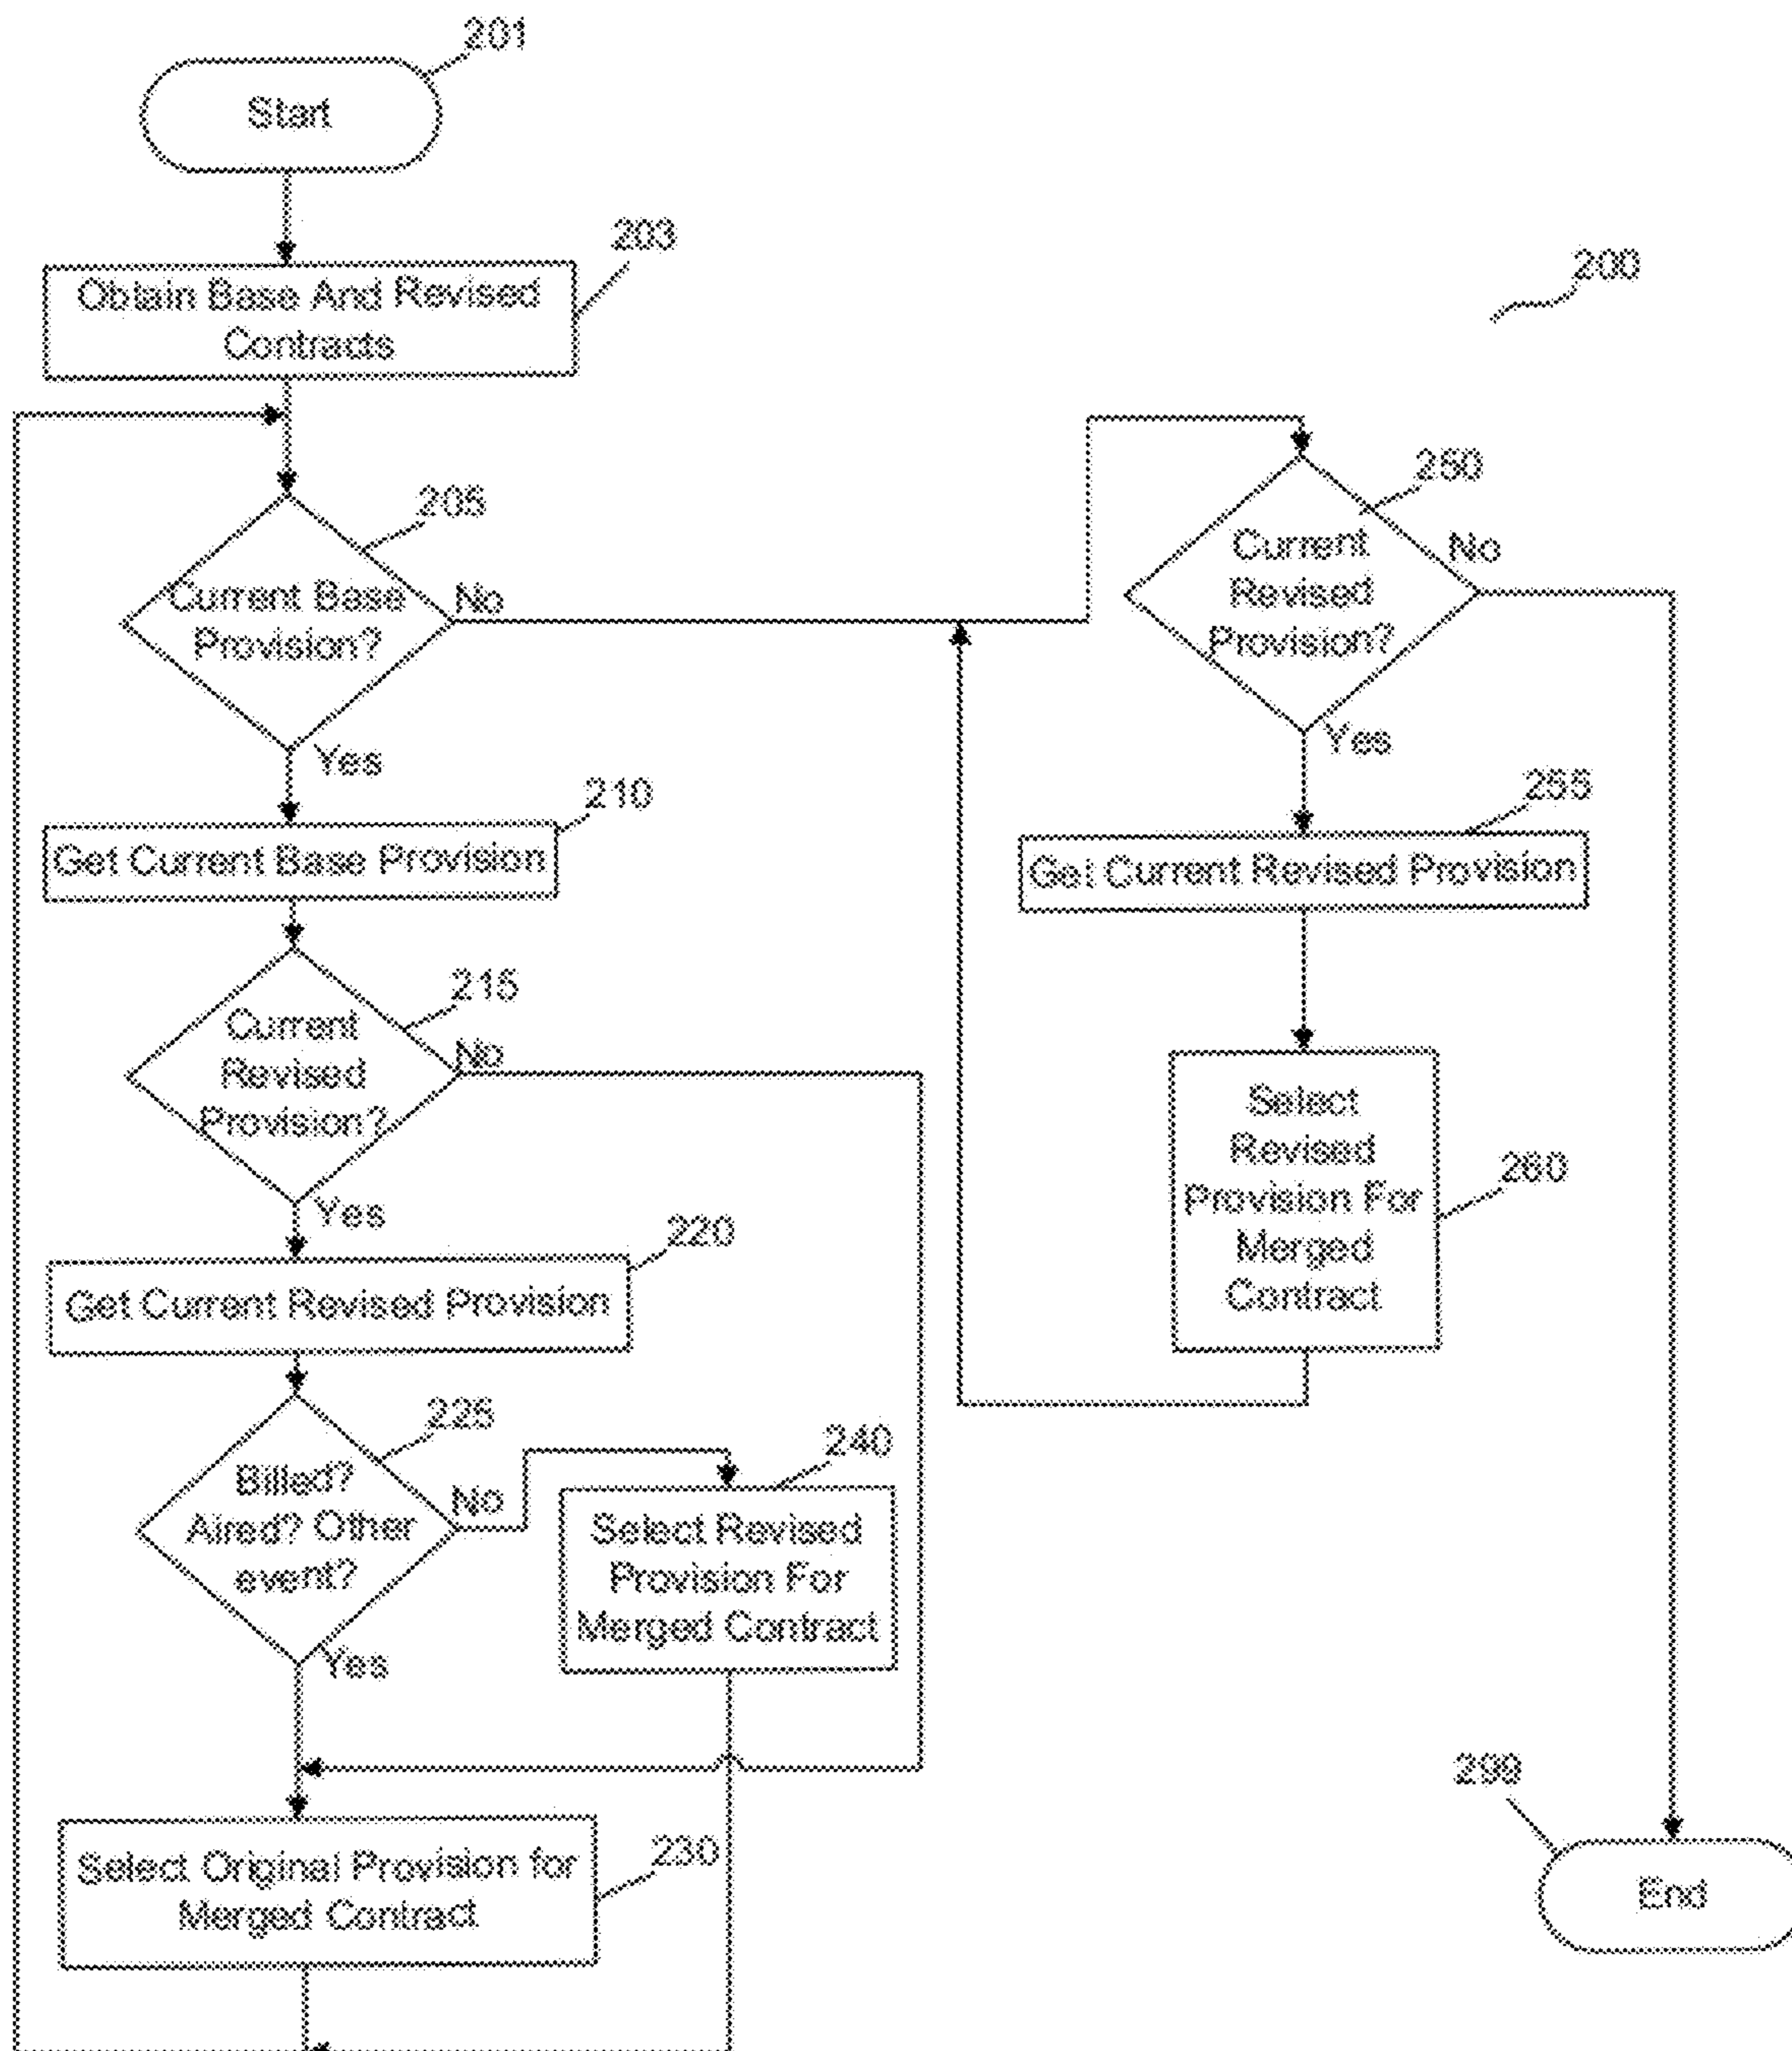 201
Start
203
Obtain Base And Revised
Contracts
200
205
Current Base
Provision?
No
Yes
210
Get Current Base Provision
215
Current
Revised
Provision?
No
Yes
220
Get Current Revised Provision
225
Billed?
Aired? Other
event?
No
Yes
240
Select Revised
Provision For
Merged Contract
230
Select Original Provision for
Merged Contract
250
Current
Revised
Provision?
No
Yes
255
Get Current Revised Provision
Select
Revised
Provision For
Merged
Contract
260
299
End